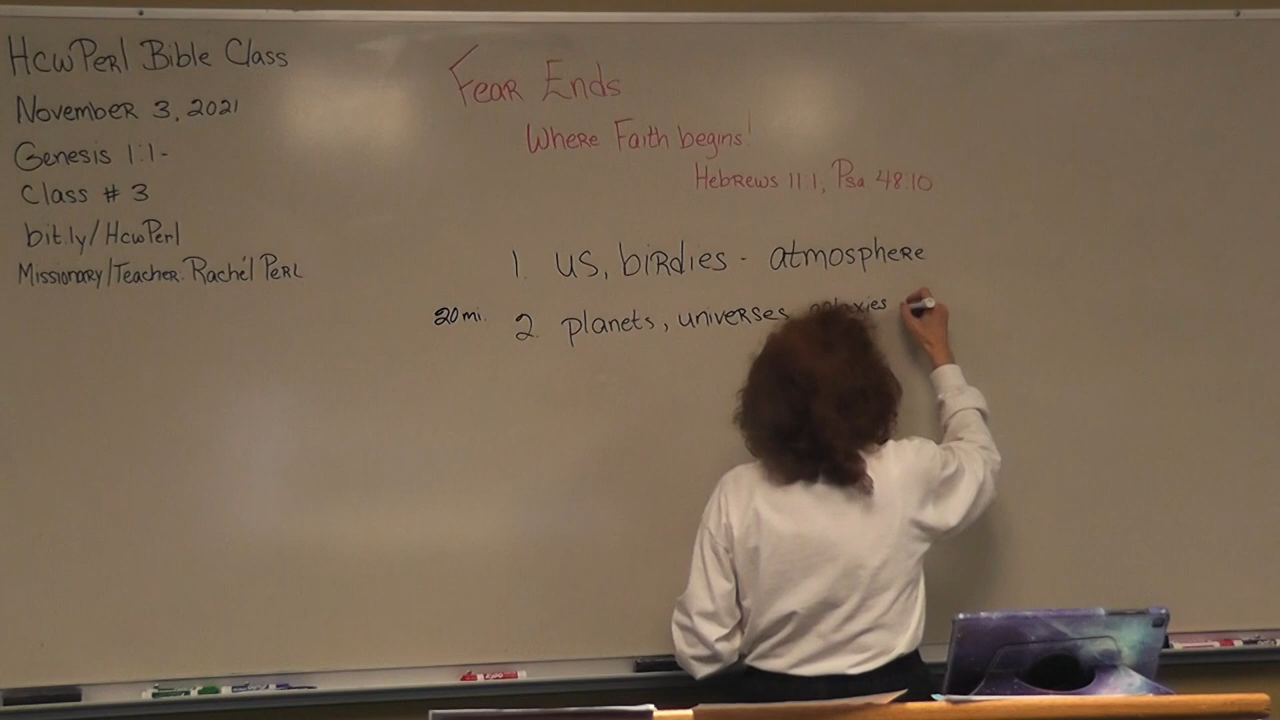 HcwPerl Bible Class
November 3, 2021
Genesis 1:1-
Class # 3
bit.ly/HcwPerl
Missionary/Teacher: Rachél Perl
Fear Ends
Where Faith begins!
Hebrews 11:1, Psa 48:10
1. us, birdies - atmosphere
20 mi. 2. planets, universes galaxies
EXPO